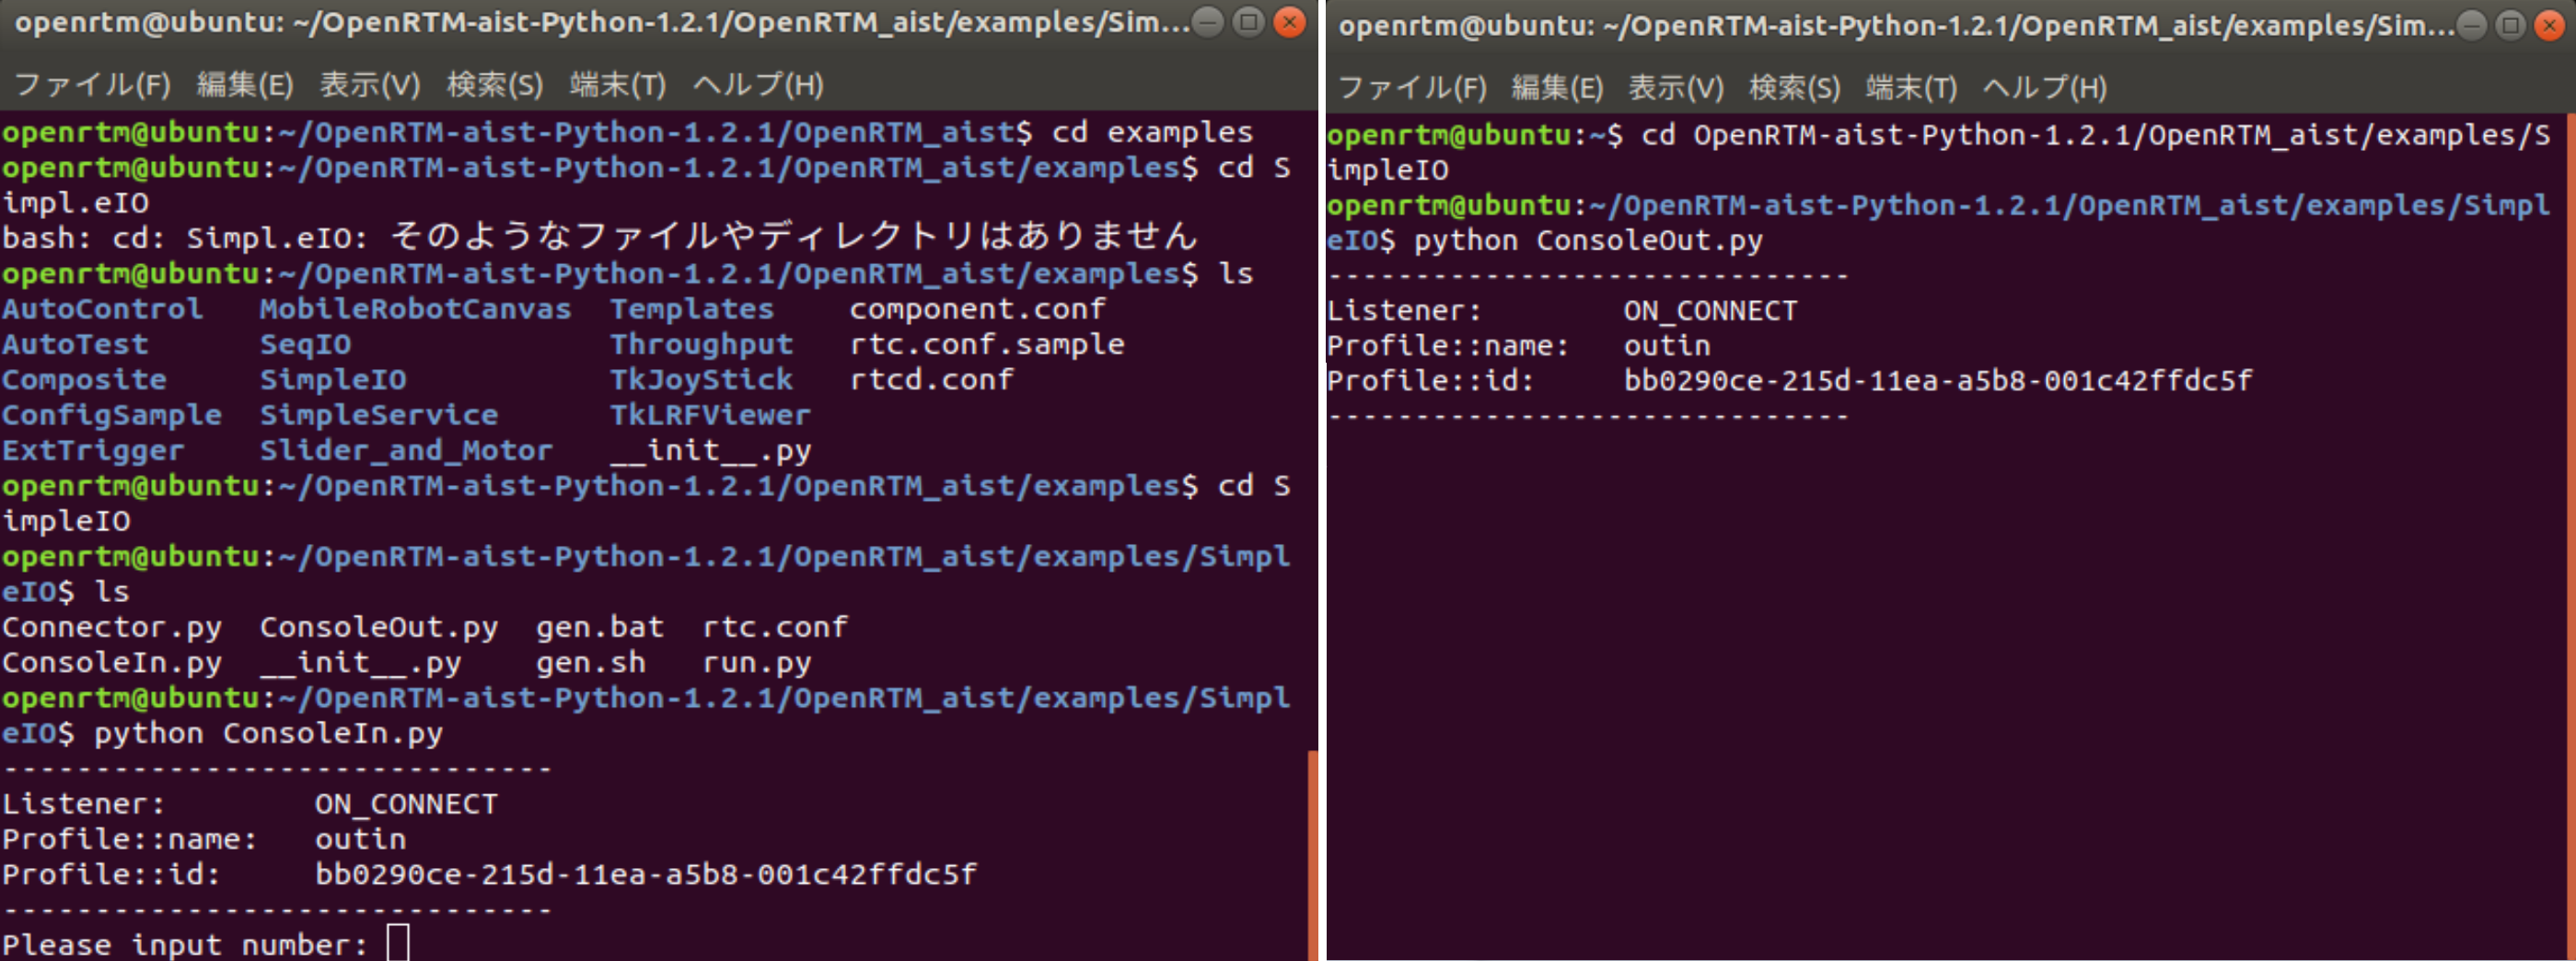 openrtm@ubuntu: ~/OpenRTM-aist-Python-1.2.1/OpenRTM_aist/examples/Sim...
ファイル(F) 編集(E) 表示(V) 検索(S) 端末(T) ヘルプ(H)
openrtm@ubuntu:~/OpenRTM-aist-Python-1.2.1/OpenRTM_aist$ cd examples
openrtm@ubuntu:~/OpenRTM-aist-Python-1.2.1/OpenRTM_aist/examples$ cd S
impl.eIO
bash: cd: Simpl.eIO: そのようなファイルやディレクトリはありません
openrtm@ubuntu:~/OpenRTM-aist-Python-1.2.1/OpenRTM_aist/examples$ ls
AutoControl MobileRobotCanvas Templates component.conf
AutoTest SeqIO Throughput rtc.conf.sample
Composite SimpleIO TkJoyStick rtcd.conf
ConfigSample SimpleService TkLRFViewer
ExtTrigger Slider_and_Motor __init__.py
openrtm@ubuntu:~/OpenRTM-aist-Python-1.2.1/OpenRTM_aist/examples$ cd S
impleIO
openrtm@ubuntu:~/OpenRTM-aist-Python-1.2.1/OpenRTM_aist/examples/Simpl
eIO$ ls
Connector.py ConsoleOut.py gen.bat rtc.conf
ConsoleIn.py __init__.py gen.sh run.py
openrtm@ubuntu:~/OpenRTM-aist-Python-1.2.1/OpenRTM_aist/examples/Simpl
eIO$ python ConsoleIn.py
------------------------------
Listener: ON_CONNECT
Profile::name: outin
Profile::id: bb0290ce-215d-11ea-a5b8-001c42ffdc5f
------------------------------
Please input number:
openrtm@ubuntu: ~/OpenRTM-aist-Python-1.2.1/OpenRTM_aist/examples/Sim...
ファイル(F) 編集(E) 表示(V) 検索(S) 端末(T) ヘルプ(H)
openrtm@ubuntu:~$ cd OpenRTM-aist-Python-1.2.1/OpenRTM_aist/examples/S
impleIO
openrtm@ubuntu:~/OpenRTM-aist-Python-1.2.1/OpenRTM_aist/examples/Simpl
eIO$ python ConsoleOut.py
------------------------------
Listener: ON_CONNECT
Profile::name: outin
Profile::id: bb0290ce-215d-11ea-a5b8-001c42ffdc5f
------------------------------